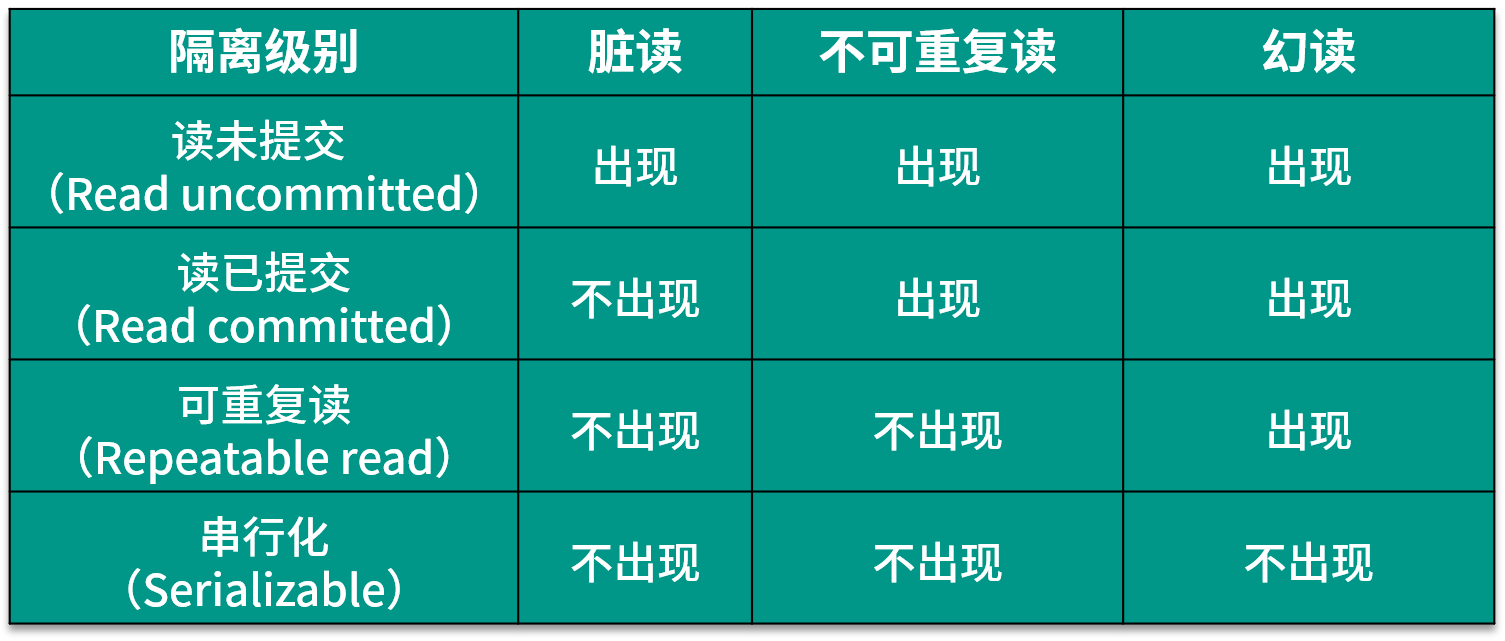 隔离级别 脏读 不可重复读 幻读
读未提交
（Read uncommitted） 出现 出现 出现
读已提交
（Read committed） 不出现 出现 出现
可重复读
（Repeatable read） 不出现 不出现 出现
串行化
（Serializable） 不出现 不出现 不出现